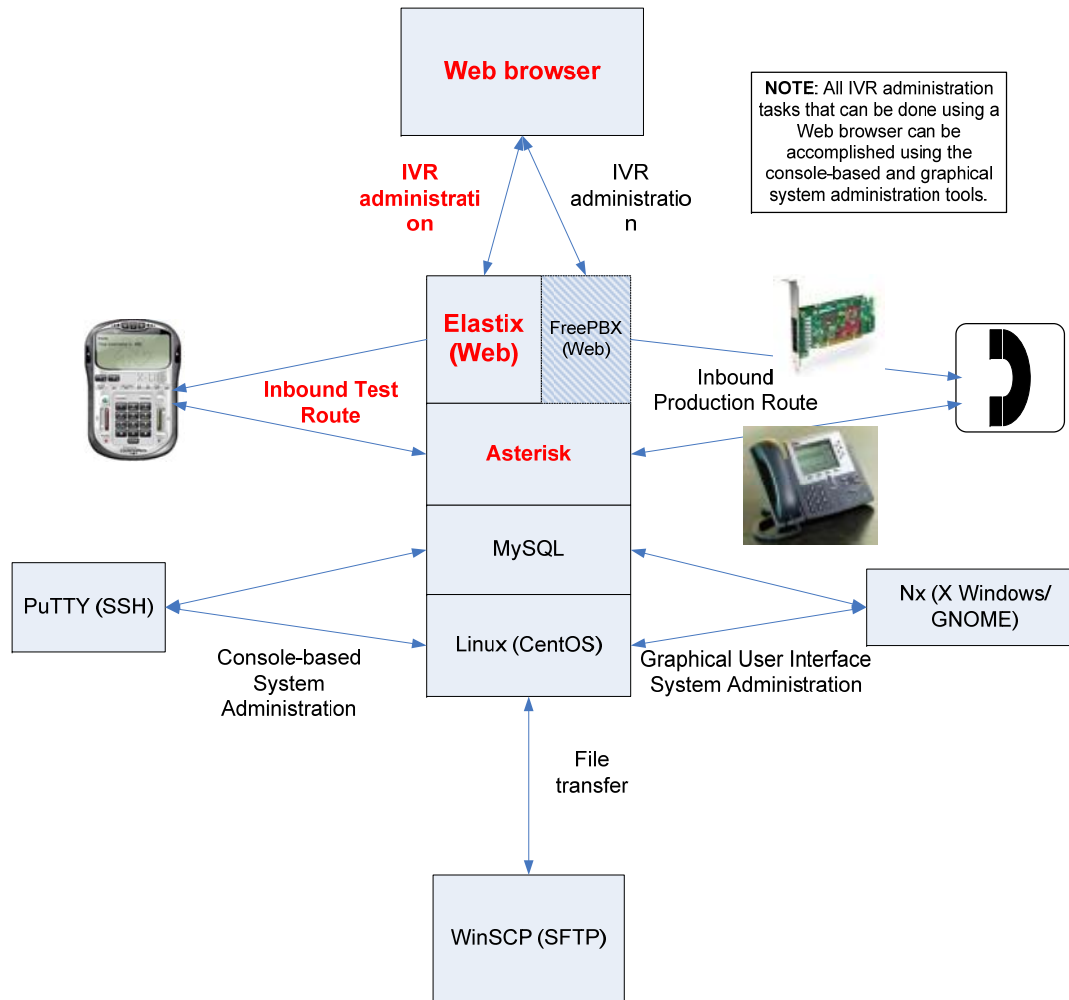 Web browser
NOTE: All IVR administration
tasks that can be done using a
Web browser can be
accomplished using the
console-based and graphical
system administration tools.
IVR
administrati
on
IVR
administratio
n
Elastix
(Web)
FreePBX
(Web)
Inbound Test
Route
Inbound
Production Route
Asterisk
MySQL
PuTTY (SSH)
Nx (X Windows/
GNOME)
Linux (CentOS)
Console-based
System
Administration
Graphical User Interface
System Administration
File
transfer
WinSCP (SFTP)